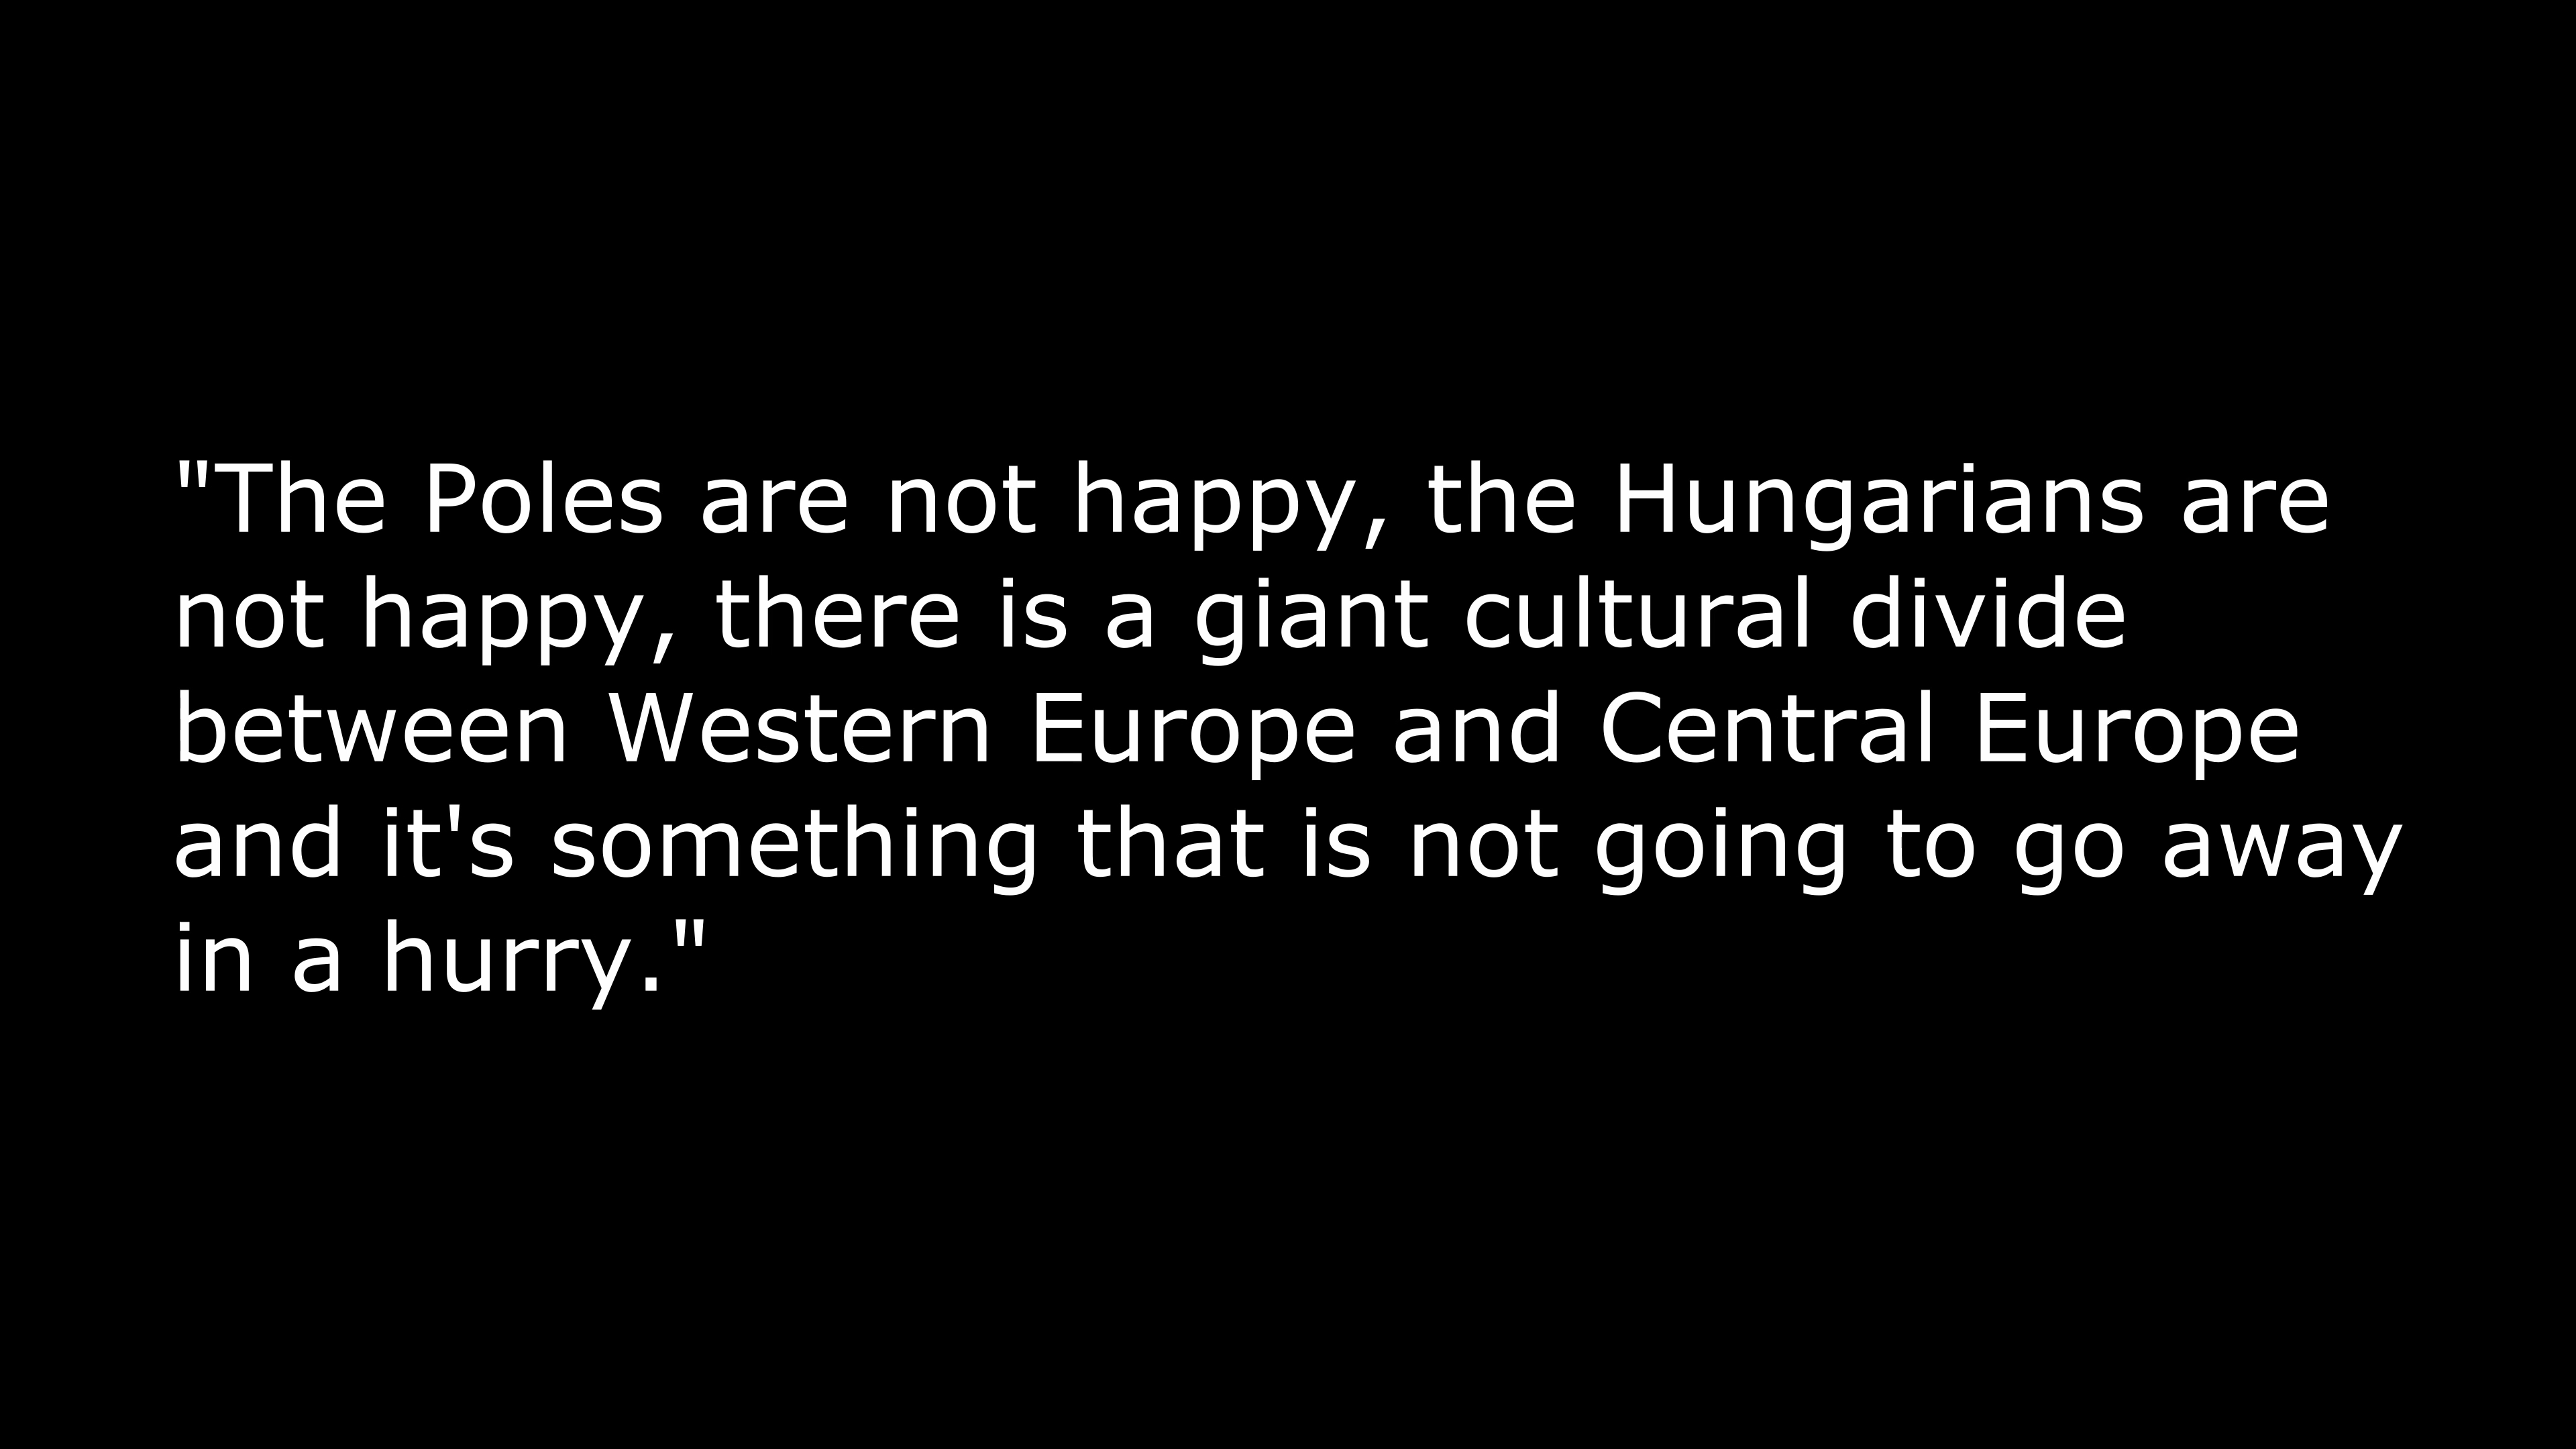 "The Poles are not happy, the Hungarians are
not happy, there is a giant cultural divide
between Western Europe and Central Europe
and it's something that is not going to go away
in a hurry."